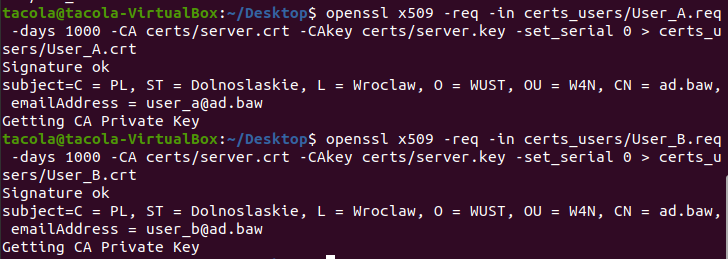 tacola@tacola-VirtualBox:~/Desktop$ openssl x509 -req -in certs_users/User_A.req
 -days 1000 -CA certs/server.crt -CAkey certs/server.key -set_serial 0 > certs_u
sers/User_A.crt
Signature ok
subject=C = PL, ST = Dolnoslaskie, L = Wroclaw, O = WUST, OU = W4N, CN = ad.baw,
 emailAddress = user_a@ad.baw
Getting CA Private Key
tacola@tacola-VirtualBox:~/Desktop$ openssl x509 -req -in certs_users/User_B.req
 -days 1000 -CA certs/server.crt -CAkey certs/server.key -set_serial 0 > certs_u
sers/User_B.crt
Signature ok
subject=C = PL, ST = Dolnoslaskie, L = Wroclaw, O = WUST, OU = W4N, CN = ad.baw,
 emailAddress = user_b@ad.baw
Getting CA Private Key